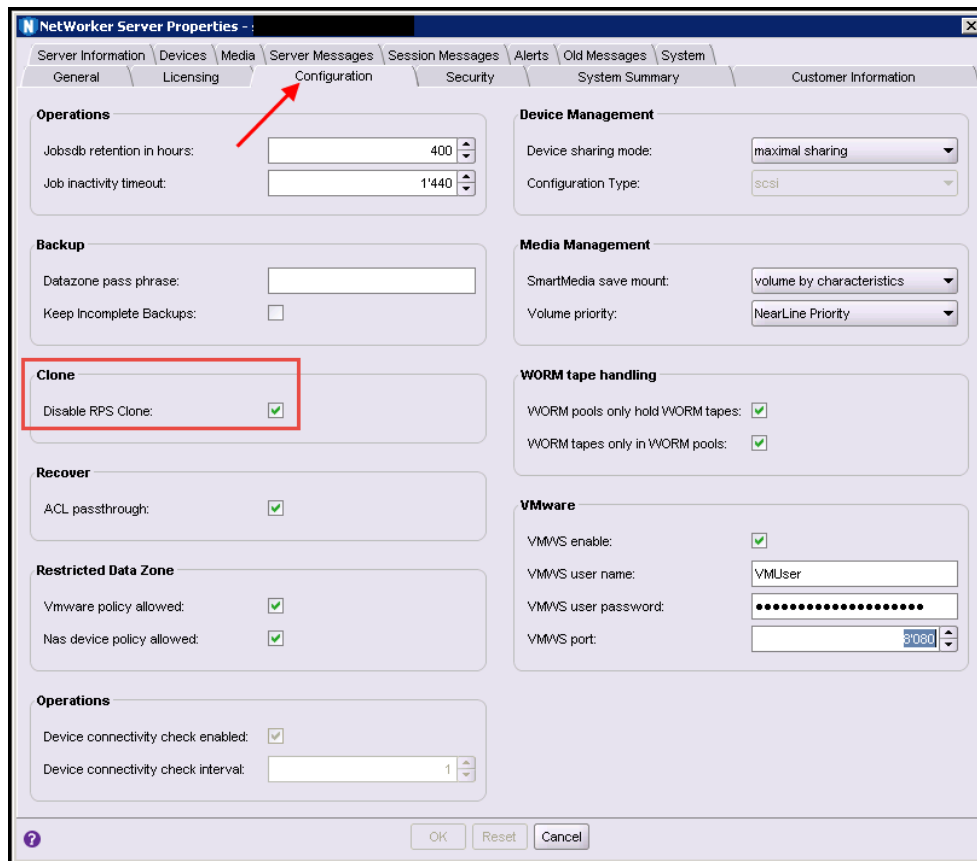 NetWorker Server Properties -
Server Information Devices Media Server Messages Session Messages Alerts Old Messages System
General Licensing Configuration Security System Summary Customer Information
Operations
Jobsdb retention in hours: 400
Job inactivity timeout: 1'440
Backup
Datazone pass phrase:
Keep Incomplete Backups:
Clone
Disable RPS Clone:
Recover
ACL passthrough:
Restricted Data Zone
Vmware policy allowed:
Nas device policy allowed:
Operations
Device connectivity check enabled:
Device connectivity check interval: 1
Device Management
Device sharing mode: maximal sharing
Configuration Type: scsi
Media Management
SmartMedia save mount: volume by characteristics
Volume priority: NearLine Priority
WORM tape handling
WORM pools only hold WORM tapes:
WORM tapes only in WORM pools:
VMware
VMWS enable:
VMWS user name: VMUser
VMWS user password: ••••••••••••••••••••
VMWS port: 8'080
OK Reset Cancel